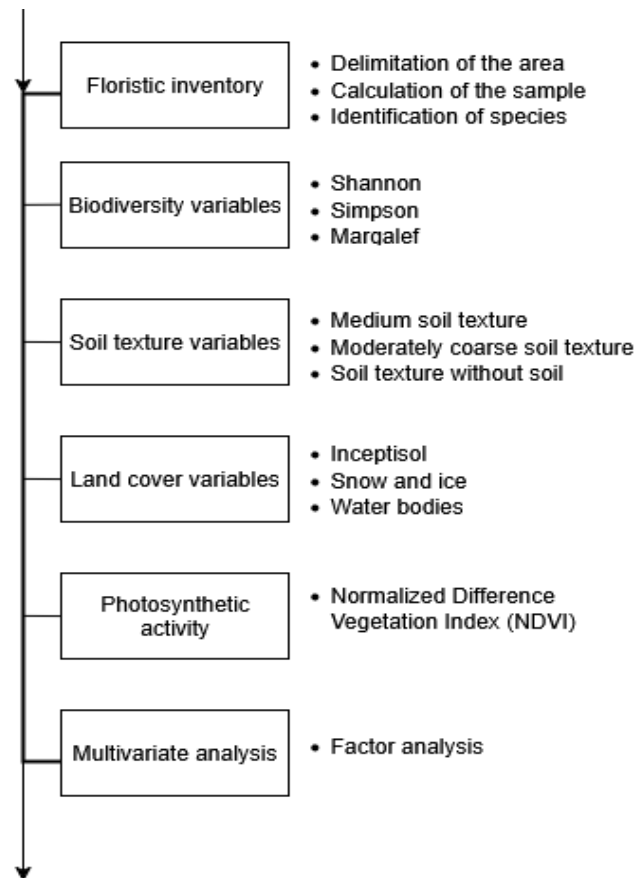 Floristic inventory
• Delimitation of the area
• Calculation of the sample
• Identification of species
Biodiversity variables
• Shannon
• Simpson
• Margalef
Soil texture variables
• Medium soil texture
• Moderately coarse soil texture
• Soil texture without soil
Land cover variables
• Inceptisol
• Snow and ice
• Water bodies
Photosynthetic
activity
• Normalized Difference
Vegetation Index (NDVI)
Multivariate analysis
• Factor analysis